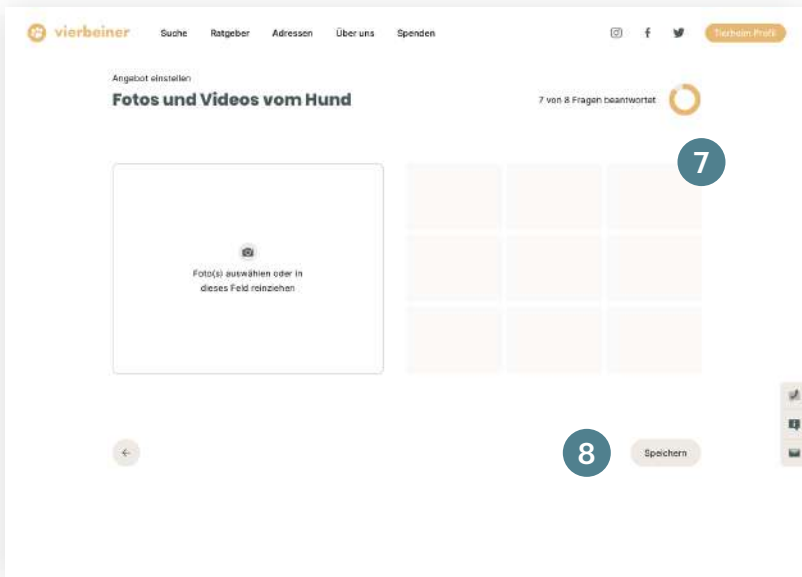 vierbeiner Suche Ratgeber Adressen Über uns Spenden Tierheim Profil
Angebot einstellen
Fotos und Videos vom Hund
7 von 8 Fragen beantwortet
7
Foto(s) auswählen oder in
dieses Feld reinziehen
8
Speichern